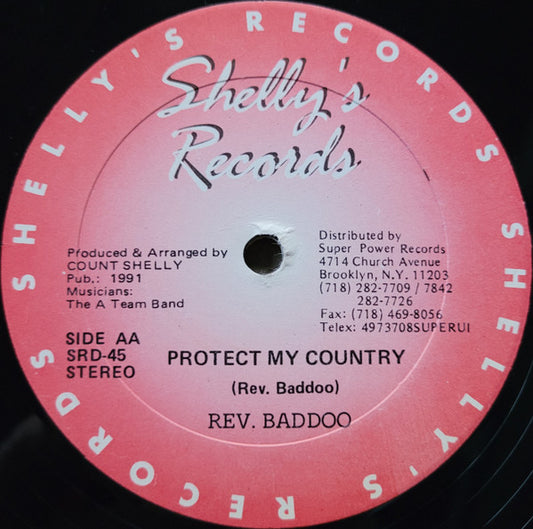 SHELLY'S RECORDS SHELLY'S RECORDS SHELLY'S RECORDS
Shelly's
Records
Produced & Arranged by
COUNT SHELLY
Pub.: 1991
Musicians:
The A Team Band
Distributed by
Super Power Records
4714 Church Avenue
Brooklyn, N.Y. 11203
(718) 282-7709 / 7842
282-7726
Fax: (718) 469-8056
Telex: 4973708SUPERUI
SIDE AA
SRD-45
STEREO
PROTECT MY COUNTRY
(Rev. Baddoo)
REV. BADDOO